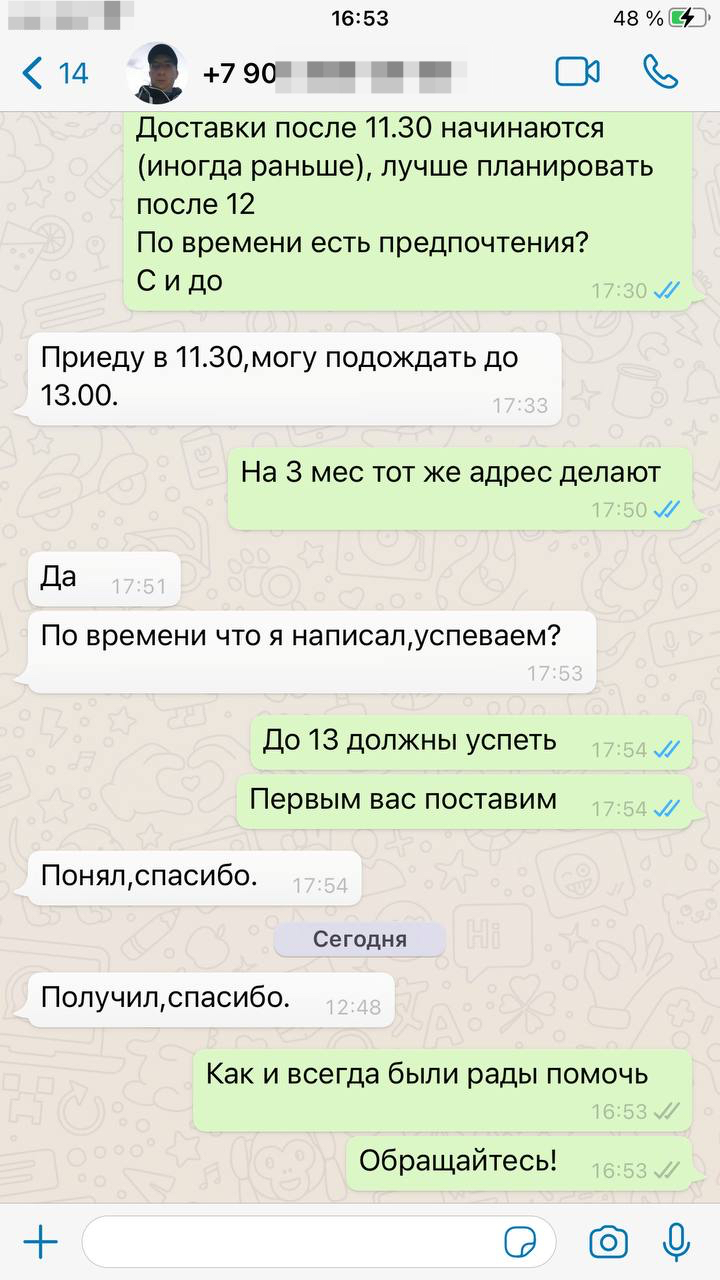 16:53
48 %
14
+7 90
Доставки после 11.30 начинаются
(иногда раньше), лучше планировать
после 12
По времени есть предпочтения?
С и до
17:30
Приеду в 11.30,могу подождать до
13.00.
17:33
На 3 мес тот же адрес делают
17:50
Да
17:51
По времени что я написал,успеваем?
17:53
До 13 должны успеть
17:54
Первым вас поставим
17:54
Понял,спасибо.
17:54
Сегодня
Получил,спасибо.
12:48
Как и всегда были рады помочь
16:53
Обращайтесь!
16:53